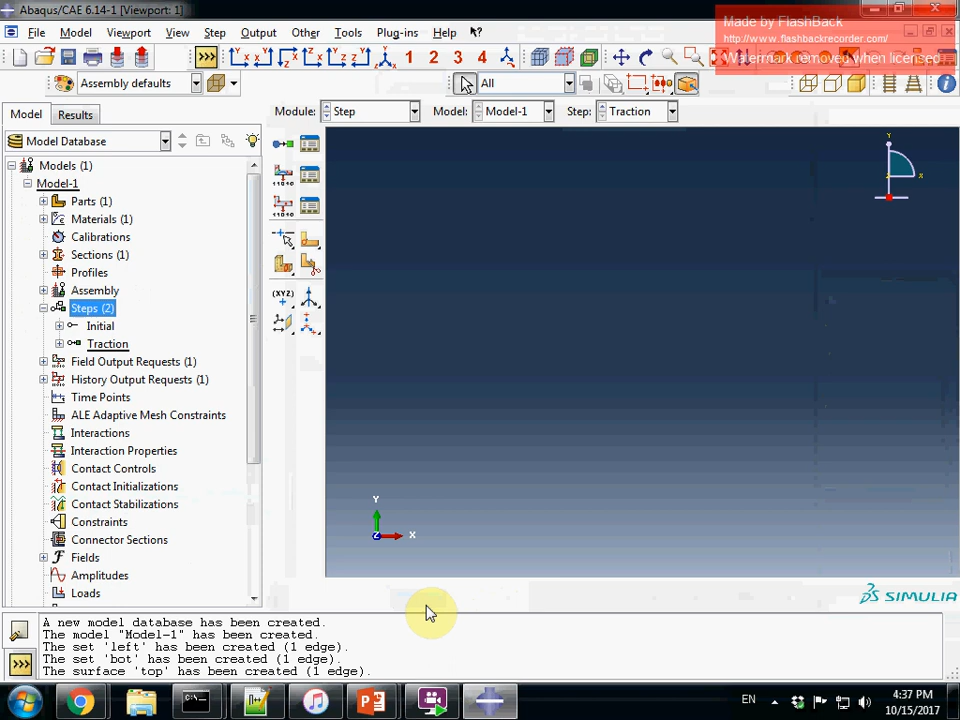 Abaqus/CAE 6.14-1 [Viewport: 1]
Made by FlashBack
http://www.flashbackrecorder.com/
Watermark removed when licensed
File Model Viewport View Step Output Other Tools Plug-ins Help
1 2 3 4
Assembly defaults All
Model Results Module: Step Model: Model-1 Step: Traction
Model Database
Models (1)
Model-1
Parts (1)
Materials (1)
Calibrations
Sections (1)
Profiles
Assembly
Steps (2)
Initial
Traction
Field Output Requests (1)
History Output Requests (1)
Time Points
ALE Adaptive Mesh Constraints
Interactions
Interaction Properties
Contact Controls
Contact Initializations
Contact Stabilizations
Constraints
Connector Sections
Fields
Amplitudes
Loads
(XYZ)
Y
X
Y
X
Z
SIMULIA
A new model database has been created.
The model "Model-1" has been created.
The set 'left' has been created (1 edge).
The set 'bot' has been created (1 edge).
The surface 'top' has been created (1 edge).
EN 4:37 PM
10/15/2017